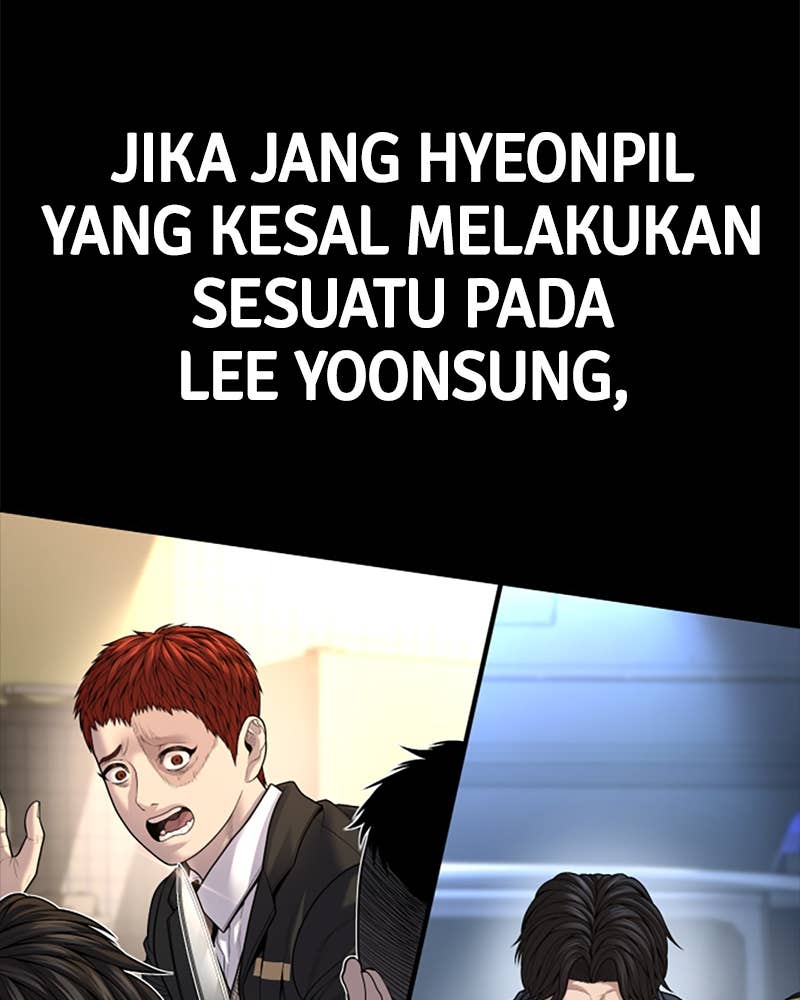 JIKA JANG HYEONPIL
YANG KESAL MELAKUKAN
SESUATU PADA
LEE YOONSUNG,